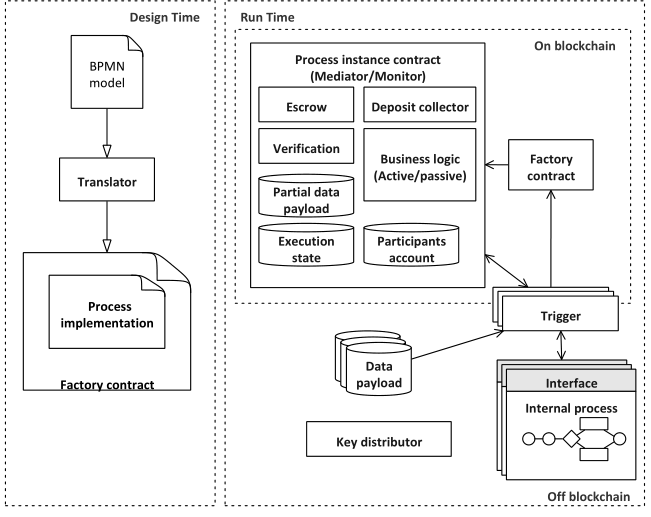 Design Time
BPMN
model
Translator
Process
implementation
Factory contract
Run Time
On blockchain
Process instance contract
(Mediator/Monitor)
Escrow
Deposit collector
Verification
Business logic
(Active/passive)
Partial data
payload
Execution
state
Participants
account
Factory
contract
Trigger
Data
payload
Interface
Internal process
Key distributor
Off blockchain